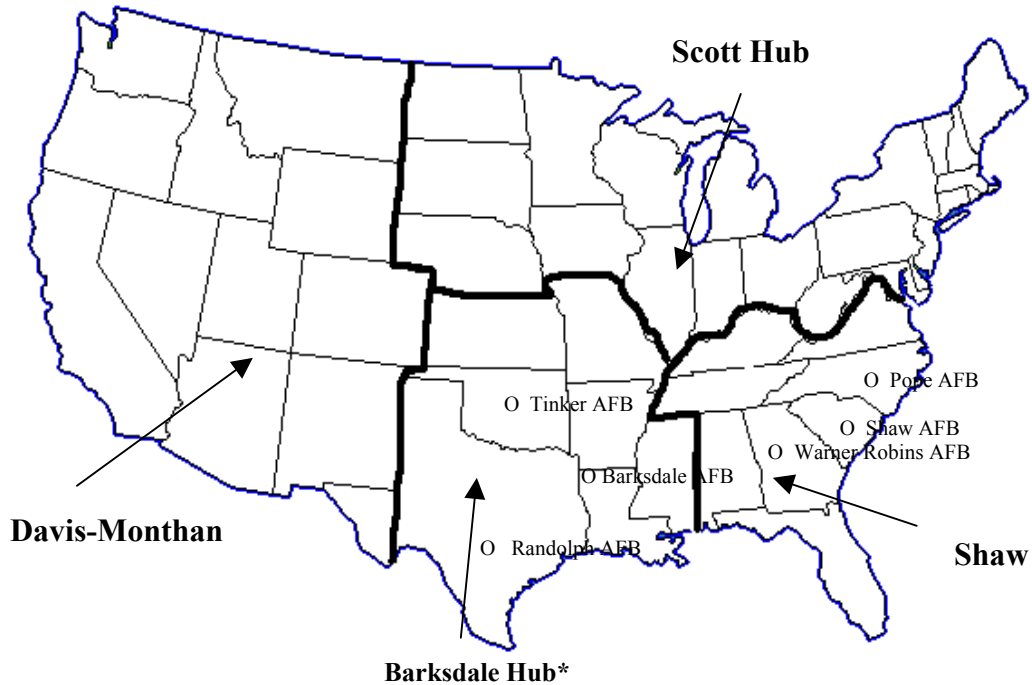 Scott Hub
O Pope AFB
O Tinker AFB
O Shaw AFB
O Warner Robins AFB
O Barksdale AFB
Davis-Monthan
O Randolph AFB
Shaw
Barksdale Hub*